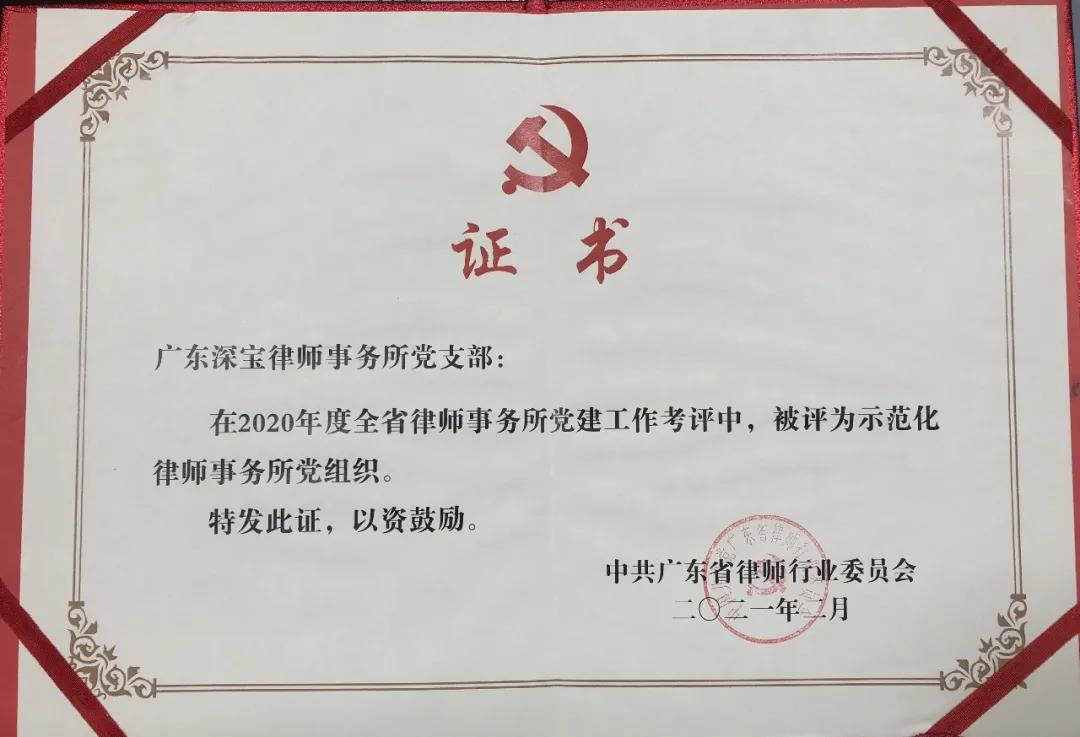 证书
广东深宝律师事务所党支部：
在2020年度全省律师事务所党建工作考评中，被评为示范化
律师事务所党组织。
特发此证，以资鼓励。
中共广东省律师行业委员会
二〇二一年二月